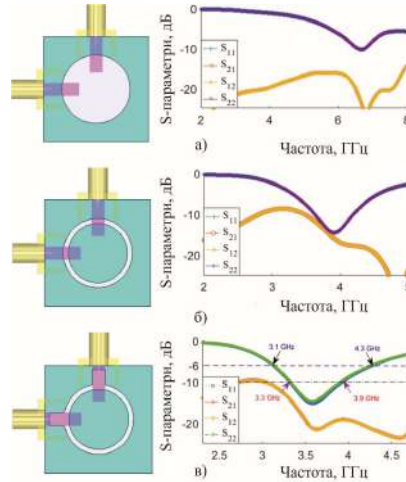 S-параметри, дБ
0
-10
-20
S11
S21
S12
S22
2
4
6
8
а)
Частота, ГГц
S-параметри, дБ
0
-10
-20
S11
S21
S12
S22
2
3
4
5
б)
Частота, ГГц
S-параметри, дБ
0
-6
-10
-20
3.1 GHz
4.3 GHz
3.3 GHz
3.9 GHz
S11
S21
S12
S22
2.5
3
3.5
4
4.5
в)
Частота, ГГц